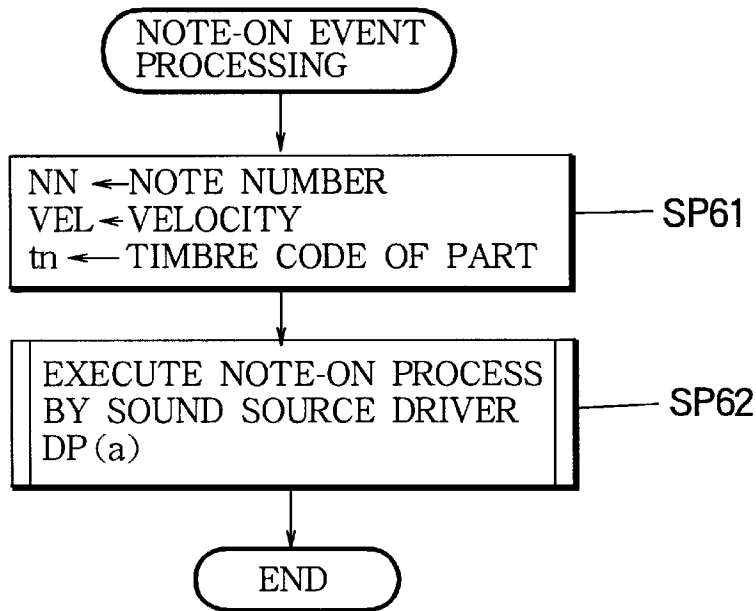 NOTE-ON EVENT
PROCESSING
NN ←NOTE NUMBER
VEL←VELOCITY
tn ← TIMBRE CODE OF PART
SP61
EXECUTE NOTE-ON PROCESS
BY SOUND SOURCE DRIVER
DP(a)
SP62
END